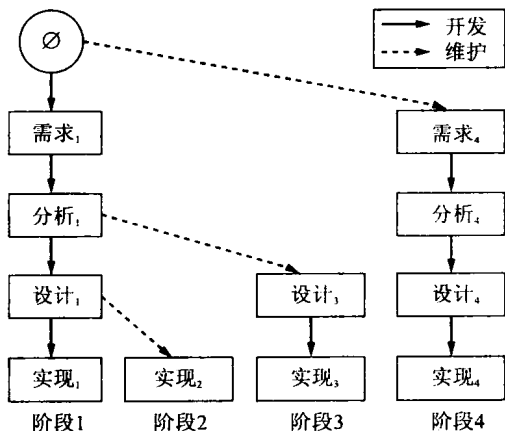 ∅
开发
维护
需求₁
需求₄
分析₁
分析₄
设计₁
设计₃
设计₄
实现₁
实现₂
实现₃
实现₄
阶段1
阶段2
阶段3
阶段4